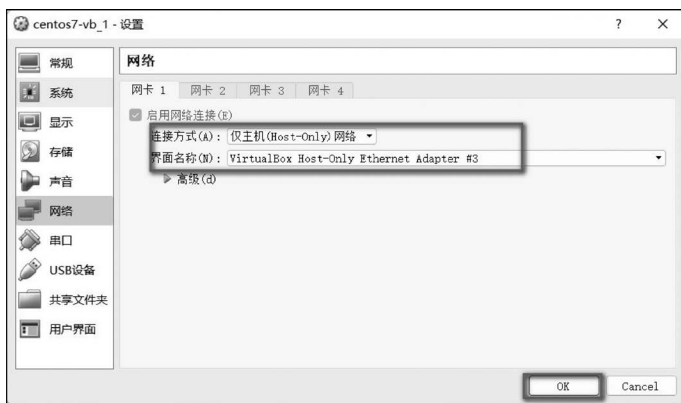 centos7-vb_1 - 设置
? ×
常规
系统
显示
存储
声音
网络
串口
USB设备
共享文件夹
用户界面
网络
网卡 1 网卡 2 网卡 3 网卡 4
启用网络连接(E)
连接方式(A): 仅主机(Host-Only)网络
界面名称(N): VirtualBox Host-Only Ethernet Adapter #3
高级(d)
OK Cancel